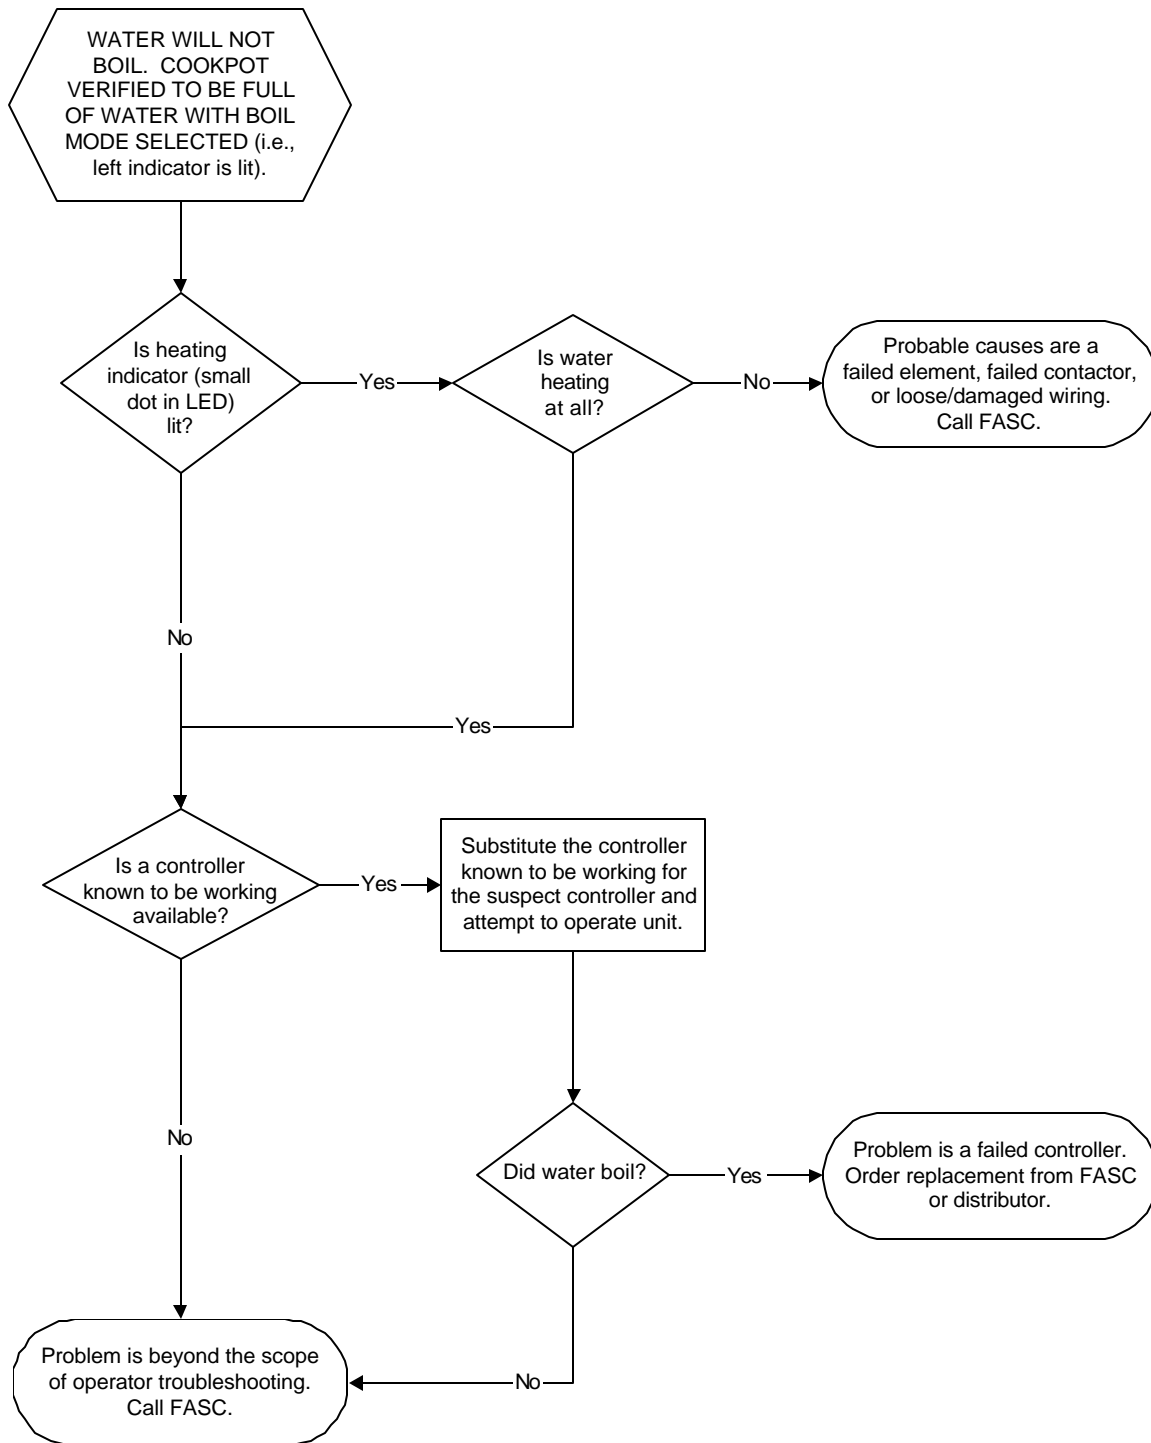 WATER WILL NOT
BOIL. COOKPOT
VERIFIED TO BE FULL
OF WATER WITH BOIL
MODE SELECTED (i.e.,
left indicator is lit).
Is heating
indicator (small
dot in LED)
lit?
Yes
Is water
heating
at all?
No
Probable causes are a
failed element, failed contactor,
or loose/damaged wiring.
Call FASC.
No
Yes
Is a controller
known to be working
available?
Yes
Substitute the controller
known to be working for
the suspect controller and
attempt to operate unit.
No
Did water boil?
Yes
Problem is a failed controller.
Order replacement from FASC
or distributor.
No
Problem is beyond the scope
of operator troubleshooting.
Call FASC.